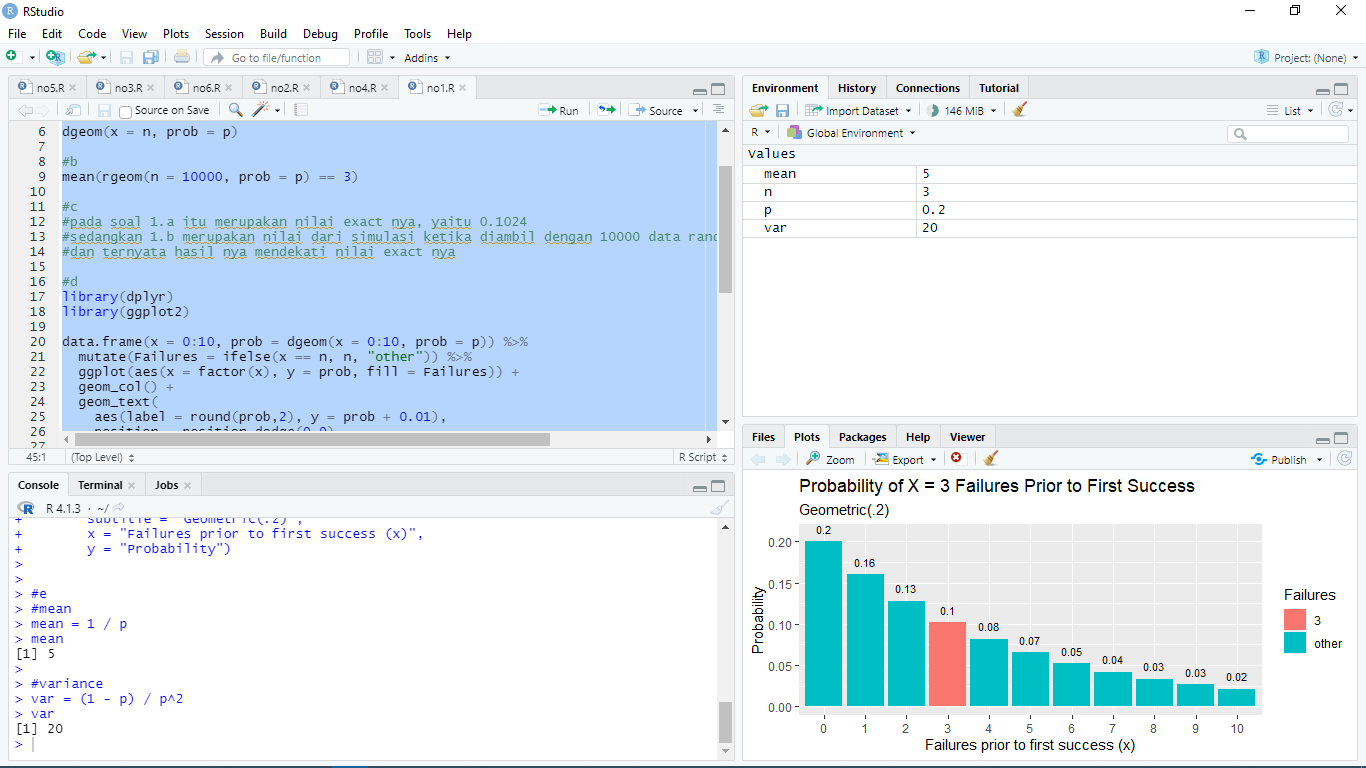 RStudio
File Edit Code View Plots Session Build Debug Profile Tools Help
Go to file/function Addins Project: (None)
no5.R no3.R no6.R no2.R no4.R no1.R
Source on Save Run Source
6 dgeom(x = n, prob = p)
7
8 #b
9 mean(rgeom(n = 10000, prob = p) == 3)
10
11 #c
12 #pada soal 1.a itu merupakan nilai exact nya, yaitu 0.1024
13 #sedangkan 1.b merupakan nilai dari simulasi ketika diambil dengan 10000 data ranc
14 #dan ternyata hasil nya mendekati nilai exact nya
15
16 #d
17 library(dplyr)
18 library(ggplot2)
19
20 data.frame(x = 0:10, prob = dgeom(x = 0:10, prob = p)) %>%
21 mutate(Failures = ifelse(x == n, n, "other")) %>%
22 ggplot(aes(x = factor(x), y = prob, fill = Failures)) +
23 geom_col() +
24 geom_text(
25 aes(label = round(prob,2), y = prob + 0.01),
26 position = position_dodge(0.9),
27
45:1 (Top Level) R Script
Console Terminal Jobs
R 4.1.3 · ~/
+ subtitle = "Geometric(.2)",
+ x = "Failures prior to first success (x)",
+ y = "Probability")
>
>
> #e
> #mean
> mean = 1 / p
> mean
[1] 5
>
> #variance
> var = (1 - p) / p^2
> var
[1] 20
>
Environment History Connections Tutorial
Import Dataset 146 MiB List
R Global Environment
Values
mean 5
n 3
p 0.2
var 20
Files Plots Packages Help Viewer
Zoom Export Publish
Probability of X = 3 Failures Prior to First Success
Geometric(.2)
0.20
0.15
0.10
0.05
0.00
Probability
0.2 0.16 0.13 0.1 0.08 0.07 0.05 0.04 0.03 0.03 0.02
0 1 2 3 4 5 6 7 8 9 10
Failures prior to first success (x)
Failures
3
other